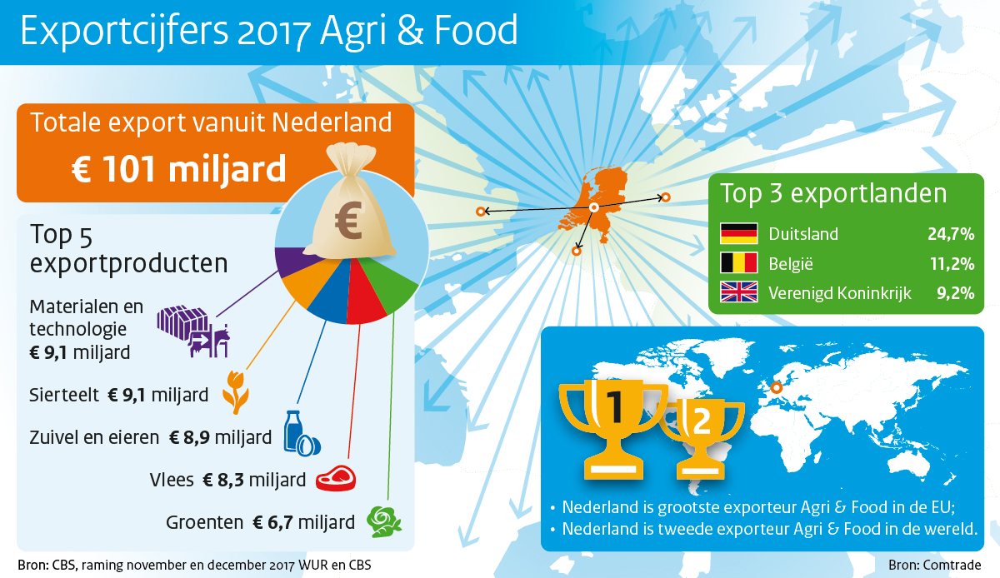 Exportcijfers 2017 Agri & Food
Totale export vanuit Nederland
€ 101 miljard
€
Top 5
exportproducten
Materialen en
technologie
€ 9,1 miljard
Sierteelt € 9,1 miljard
Zuivel en eieren € 8,9 miljard
Vlees € 8,3 miljard
Groenten € 6,7 miljard
Top 3 exportlanden
Duitsland 24,7%
België 11,2%
Verenigd Koninkrijk 9,2%
1
2
• Nederland is grootste exporteur Agri & Food in de EU;
• Nederland is tweede exporteur Agri & Food in de wereld.
Bron: CBS, raming november en december 2017 WUR en CBS
Bron: Comtrade